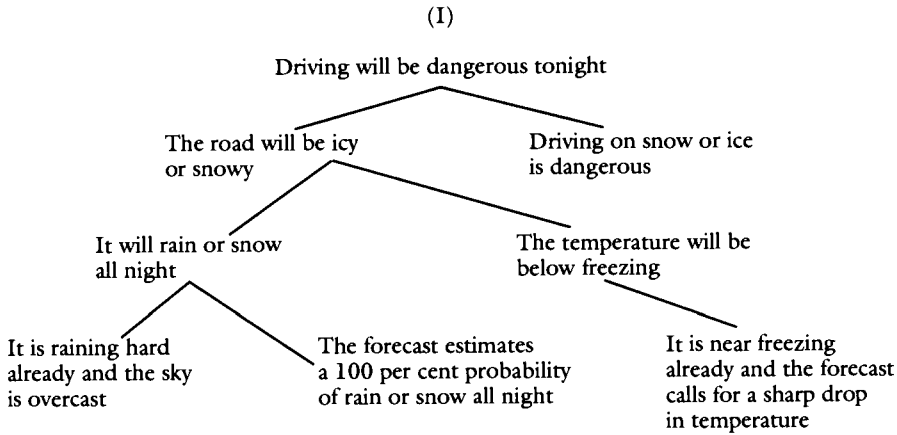 (I)
Driving will be dangerous tonight
The road will be icy
or snowy
Driving on snow or ice
is dangerous
It will rain or snow
all night
The temperature will be
below freezing
It is raining hard
already and the sky
is overcast
The forecast estimates
a 100 per cent probability
of rain or snow all night
It is near freezing
already and the forecast
calls for a sharp drop
in temperature